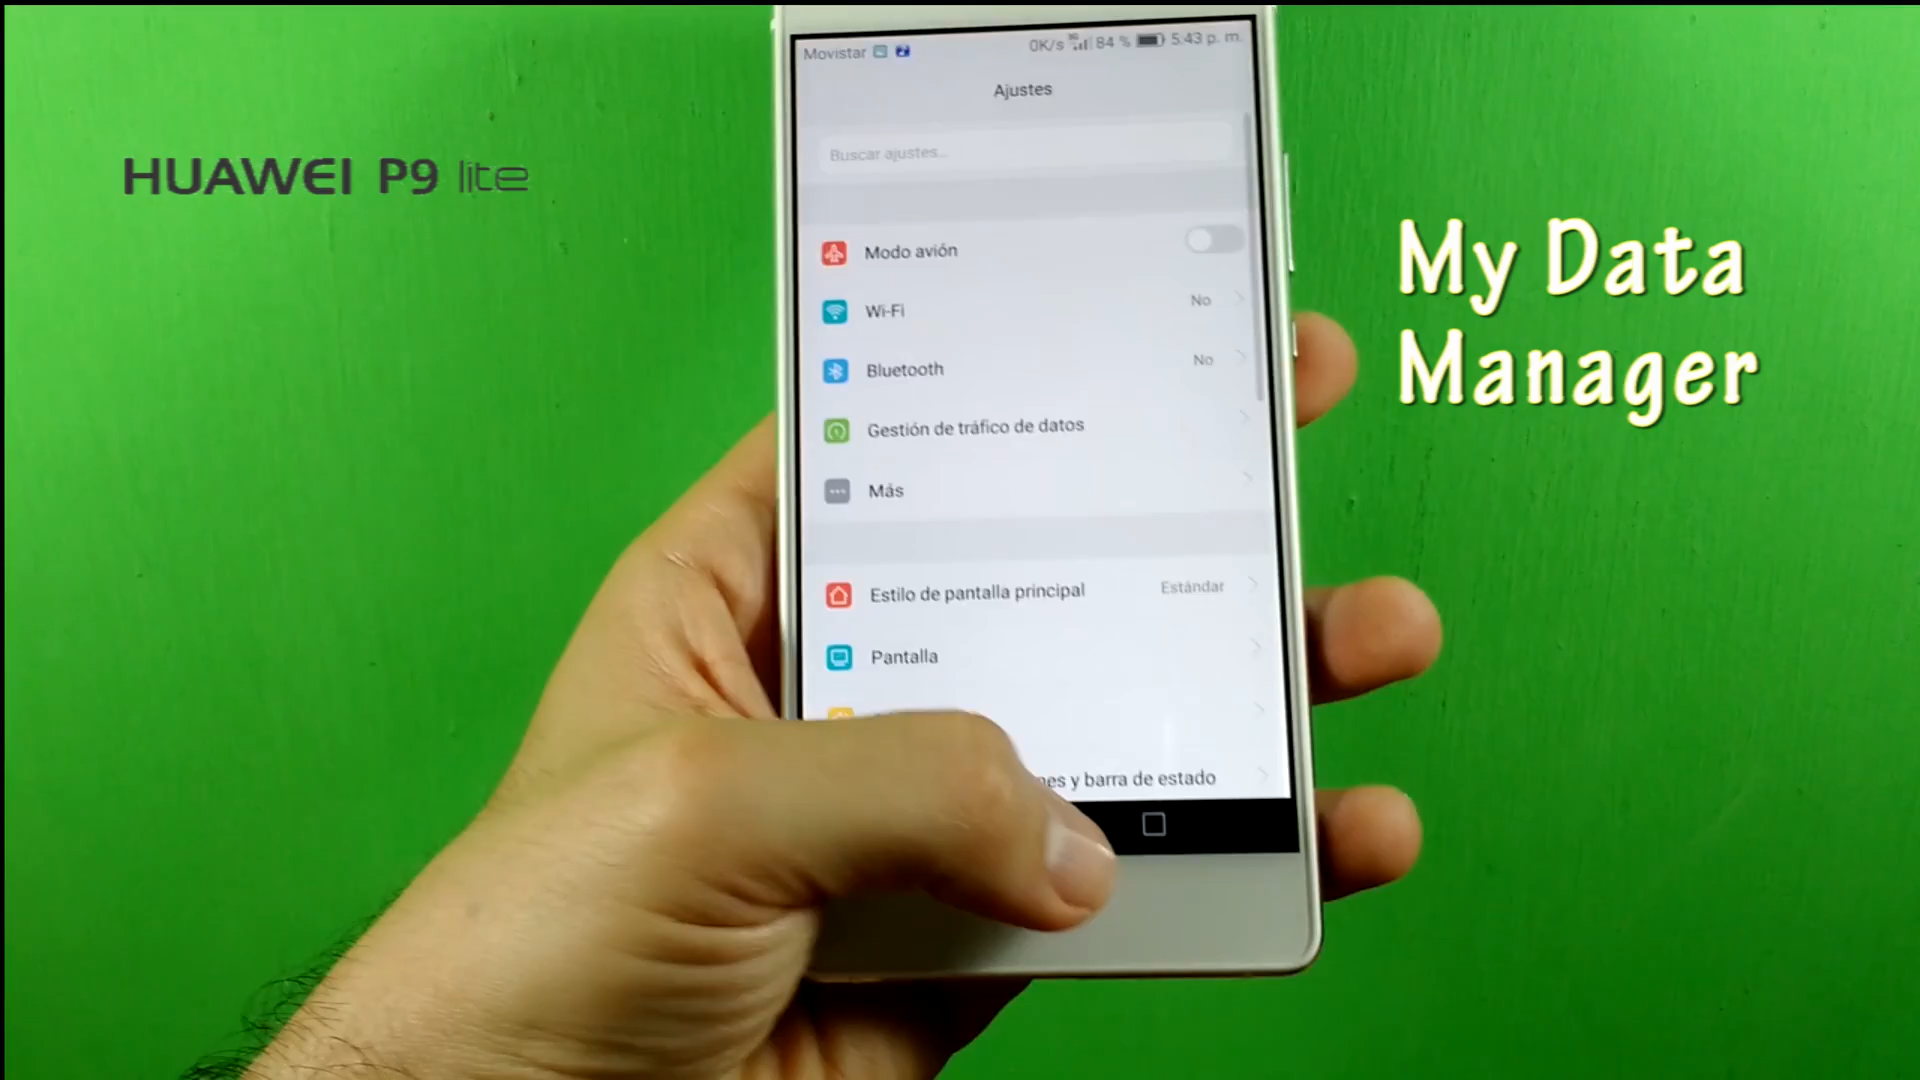 HUAWEI P9 lite
My Data
Manager
Movistar
0K/s 3G 84 % 5:43 p. m.
Ajustes
Buscar ajustes...
Modo avión
Wi-Fi No
Bluetooth No
Gestión de tráfico de datos
Más
Estilo de pantalla principal Estándar
Pantalla
y barra de estado